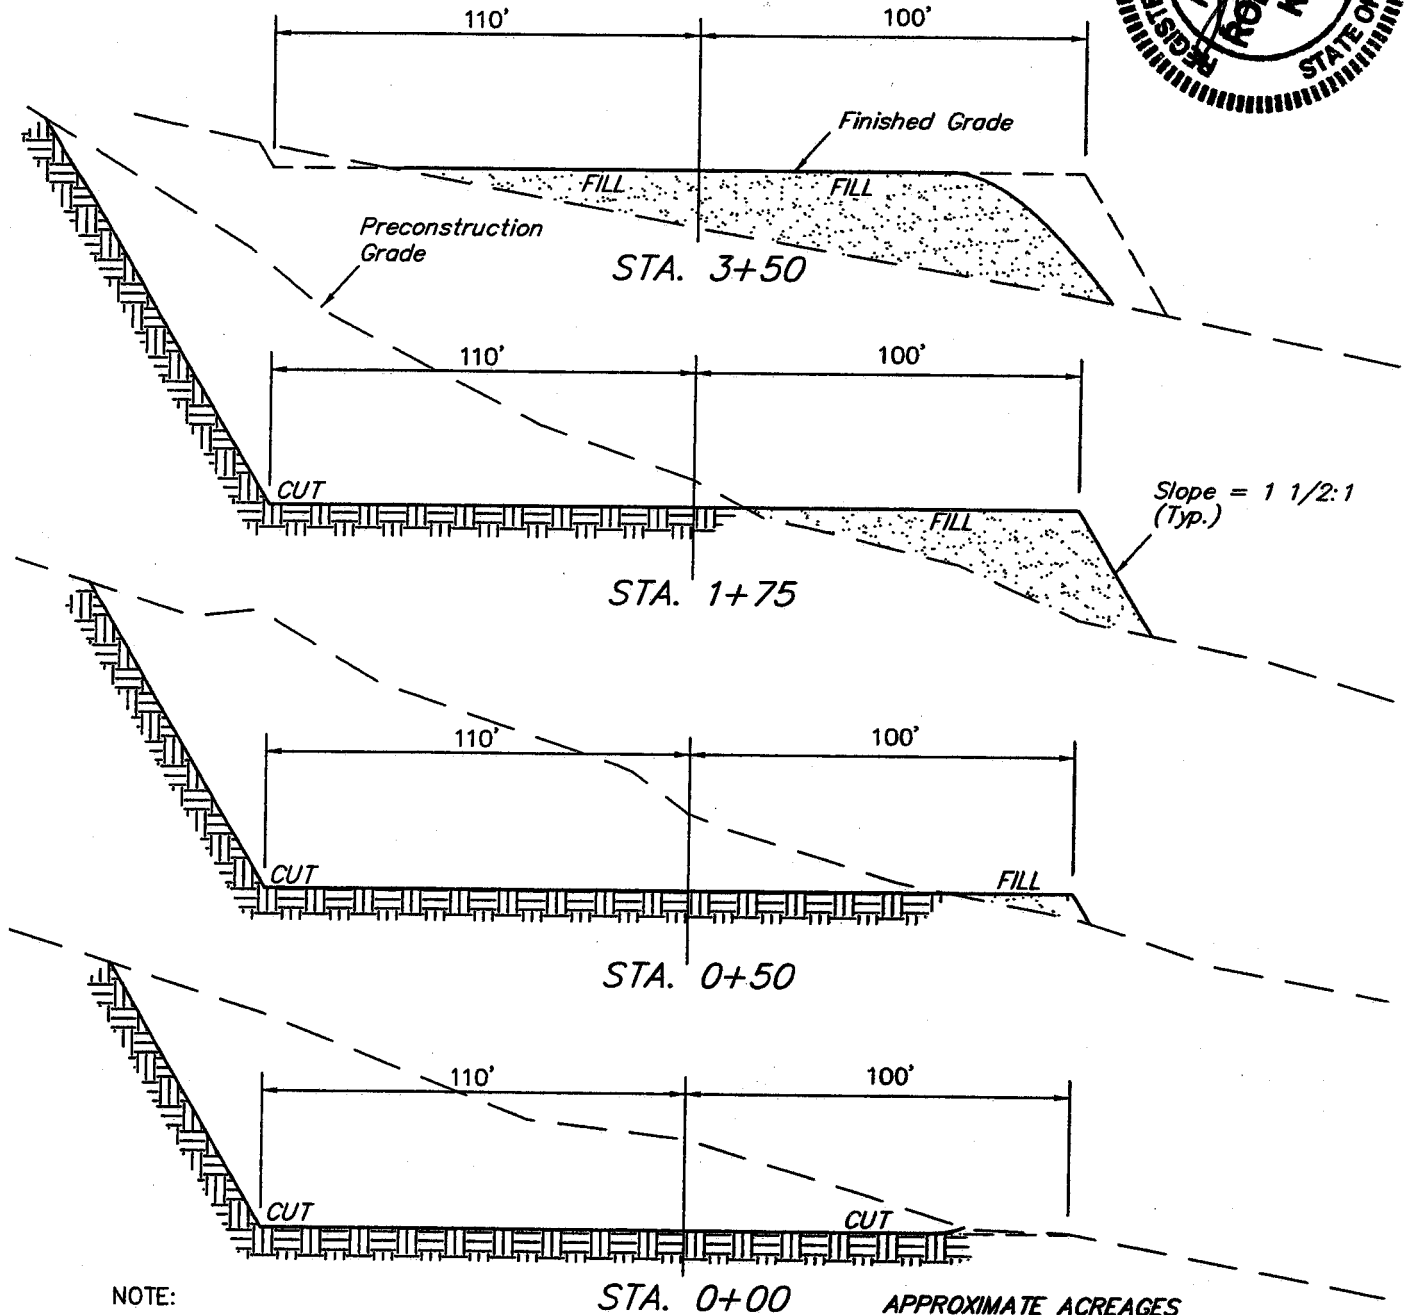 110' 100'
STATE OF
Finished Grade
FILL FILL
Preconstruction
Grade
STA. 3+50
110' 100'
CUT
Slope = 1 1/2:1
(Typ.)
FILL
STA. 1+75
110' 100'
CUT FILL
STA. 0+50
110' 100'
CUT CUT
NOTE: STA. 0+00 APPROXIMATE ACREAGES